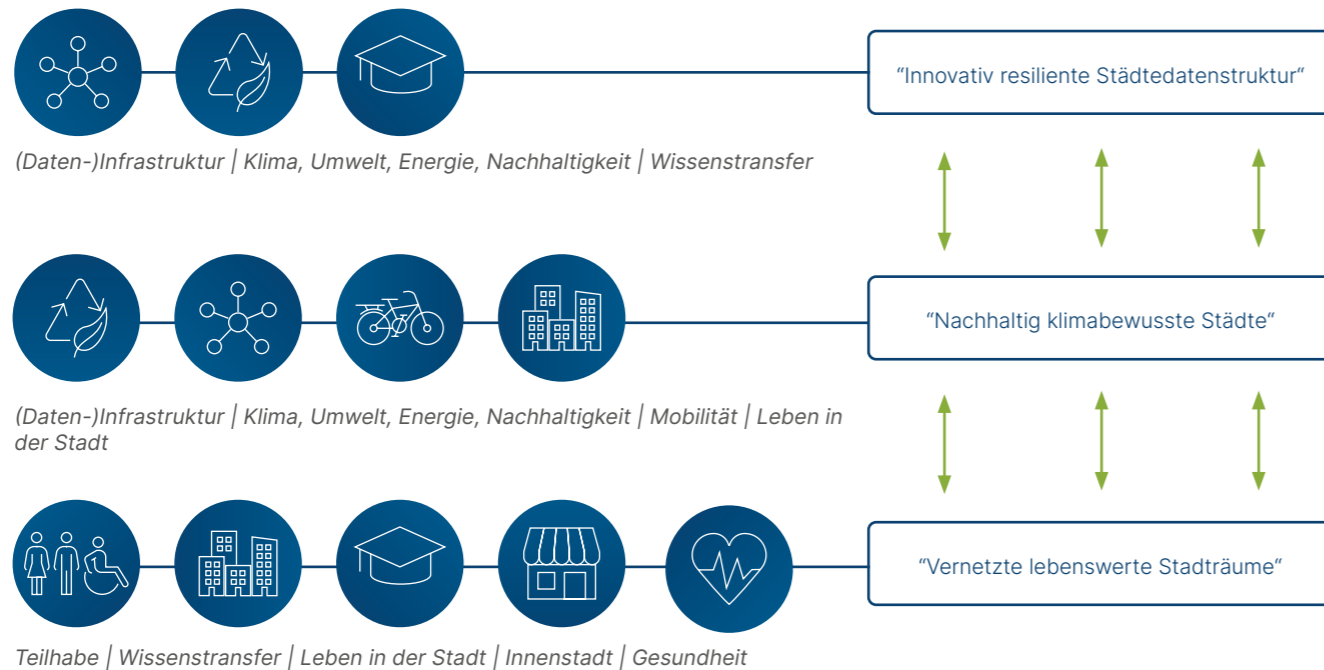 “Innovativ resiliente Städtedatenstruktur“
(Daten-)Infrastruktur | Klima, Umwelt, Energie, Nachhaltigkeit | Wissenstransfer
“Nachhaltig klimabewusste Städte“
(Daten-)Infrastruktur | Klima, Umwelt, Energie, Nachhaltigkeit | Mobilität | Leben in
der Stadt
“Vernetzte lebenswerte Stadträume“
Teilhabe | Wissenstransfer | Leben in der Stadt | Innenstadt | Gesundheit